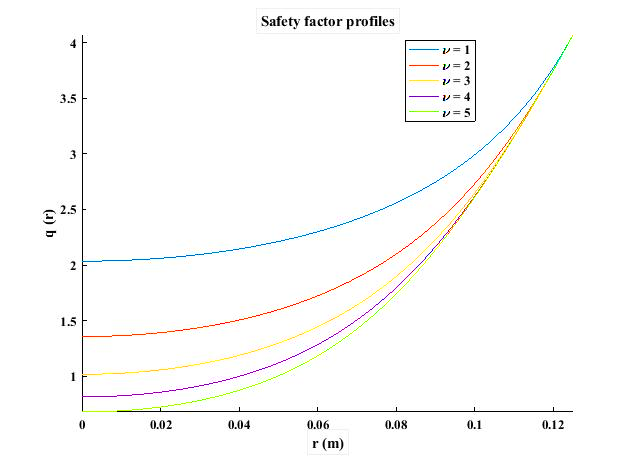 Safety factor profiles
ν = 1
ν = 2
ν = 3
ν = 4
ν = 5
4
3.5
3
2.5
2
1.5
1
q (r)
0 0.02 0.04 0.06 0.08 0.1 0.12
r (m)